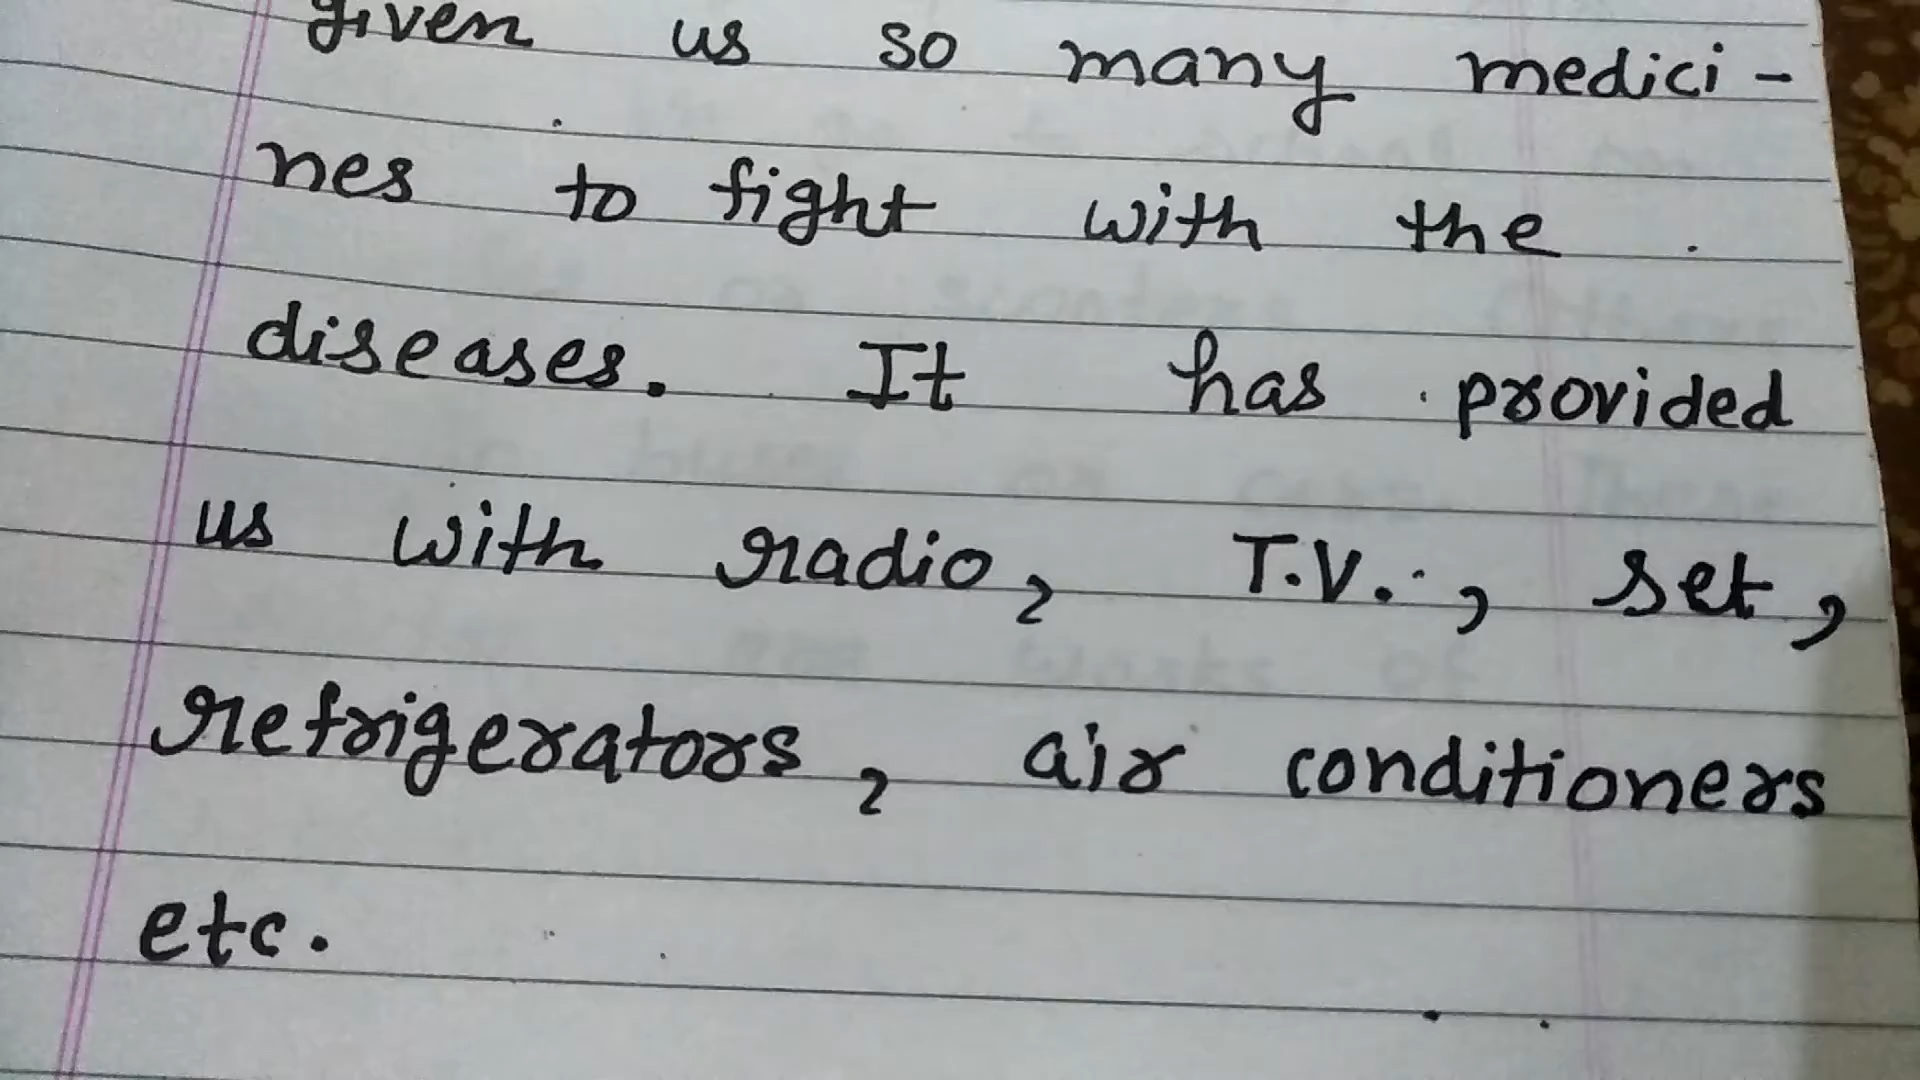 given us so many medici-
nes to fight with the
diseases. It has provided
us with radio, T.V., set,
refrigerators, air conditioners
etc.